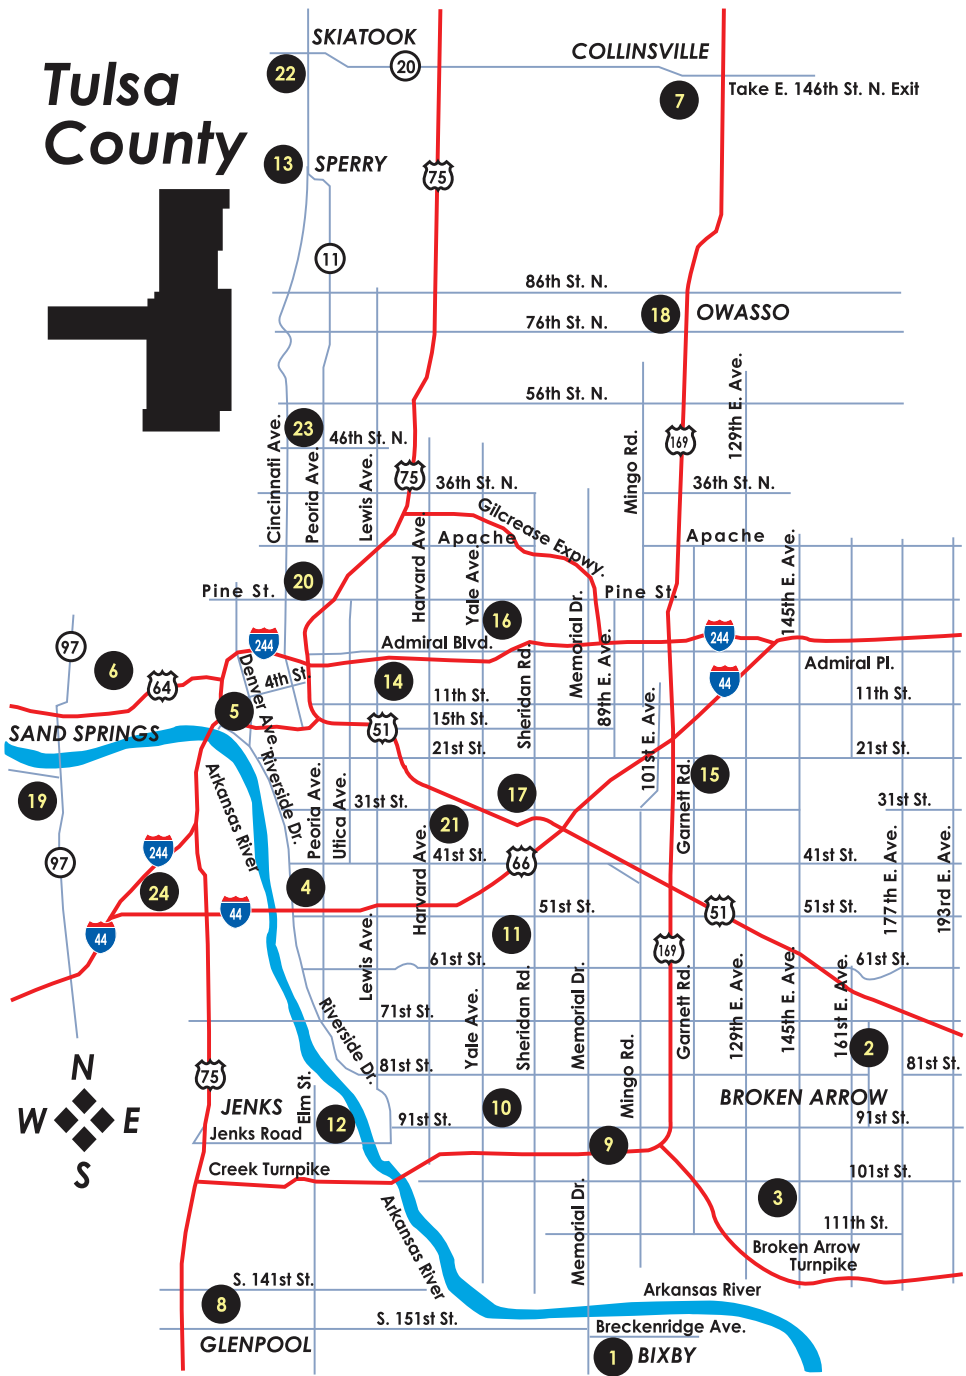 SKIATOOK
COLLINSVILLE
Tulsa
County
22
20
7
Take E. 146th St. N. Exit
13
SPERRY
75
11
86th St. N.
18
OWASSO
76th St. N.
56th St. N.
129th E. Ave.
Cincinnati Ave.
23
46th St. N.
Peoria Ave.
Lewis Ave.
Mingo Rd.
169
75
36th St. N.
36th St. N.
Gilcrease Expwy.
Harvard Ave.
Apache
Apache
Yale Ave.
145th E. Ave.
20
Pine St.
Pine St.
Memorial Dr.
16
97
244
Admiral Blvd.
244
Sheridan Rd.
89th E. Ave.
6
64
Denver Ave.
4th St.
14
44
Admiral Pl.
11th St.
11th St.
5
15th St.
51
SAND SPRINGS
21st St.
21st St.
101st E. Ave.
Garnett Rd.
15
Arkansas River
Riverside Dr.
Peoria Ave.
Utica Ave.
19
17
31st St.
31st St.
21
244
97
Harvard Ave.
41st St.
66
41st St.
177th E. Ave.
193rd E. Ave.
24
4
44
51st St.
51
51st St.
44
11
Lewis Ave.
61st St.
169
61st St.
Riverside Dr.
71st St.
Yale Ave.
Sheridan Rd.
Memorial Dr.
Garnett Rd.
129th E. Ave.
145th E. Ave.
161st E. Ave.
2
N
75
81st St.
81st St.
Mingo Rd.
W
E
JENKS
Elm St.
12
10
BROKEN ARROW
91st St.
91st St.
Jenks Road
S
9
Creek Turnpike
101st St.
Arkansas River
Memorial Dr.
3
111th St.
Broken Arrow
Turnpike
S. 141st St.
Arkansas River
8
S. 151st St.
Breckenridge Ave.
GLENPOOL
1
BIXBY